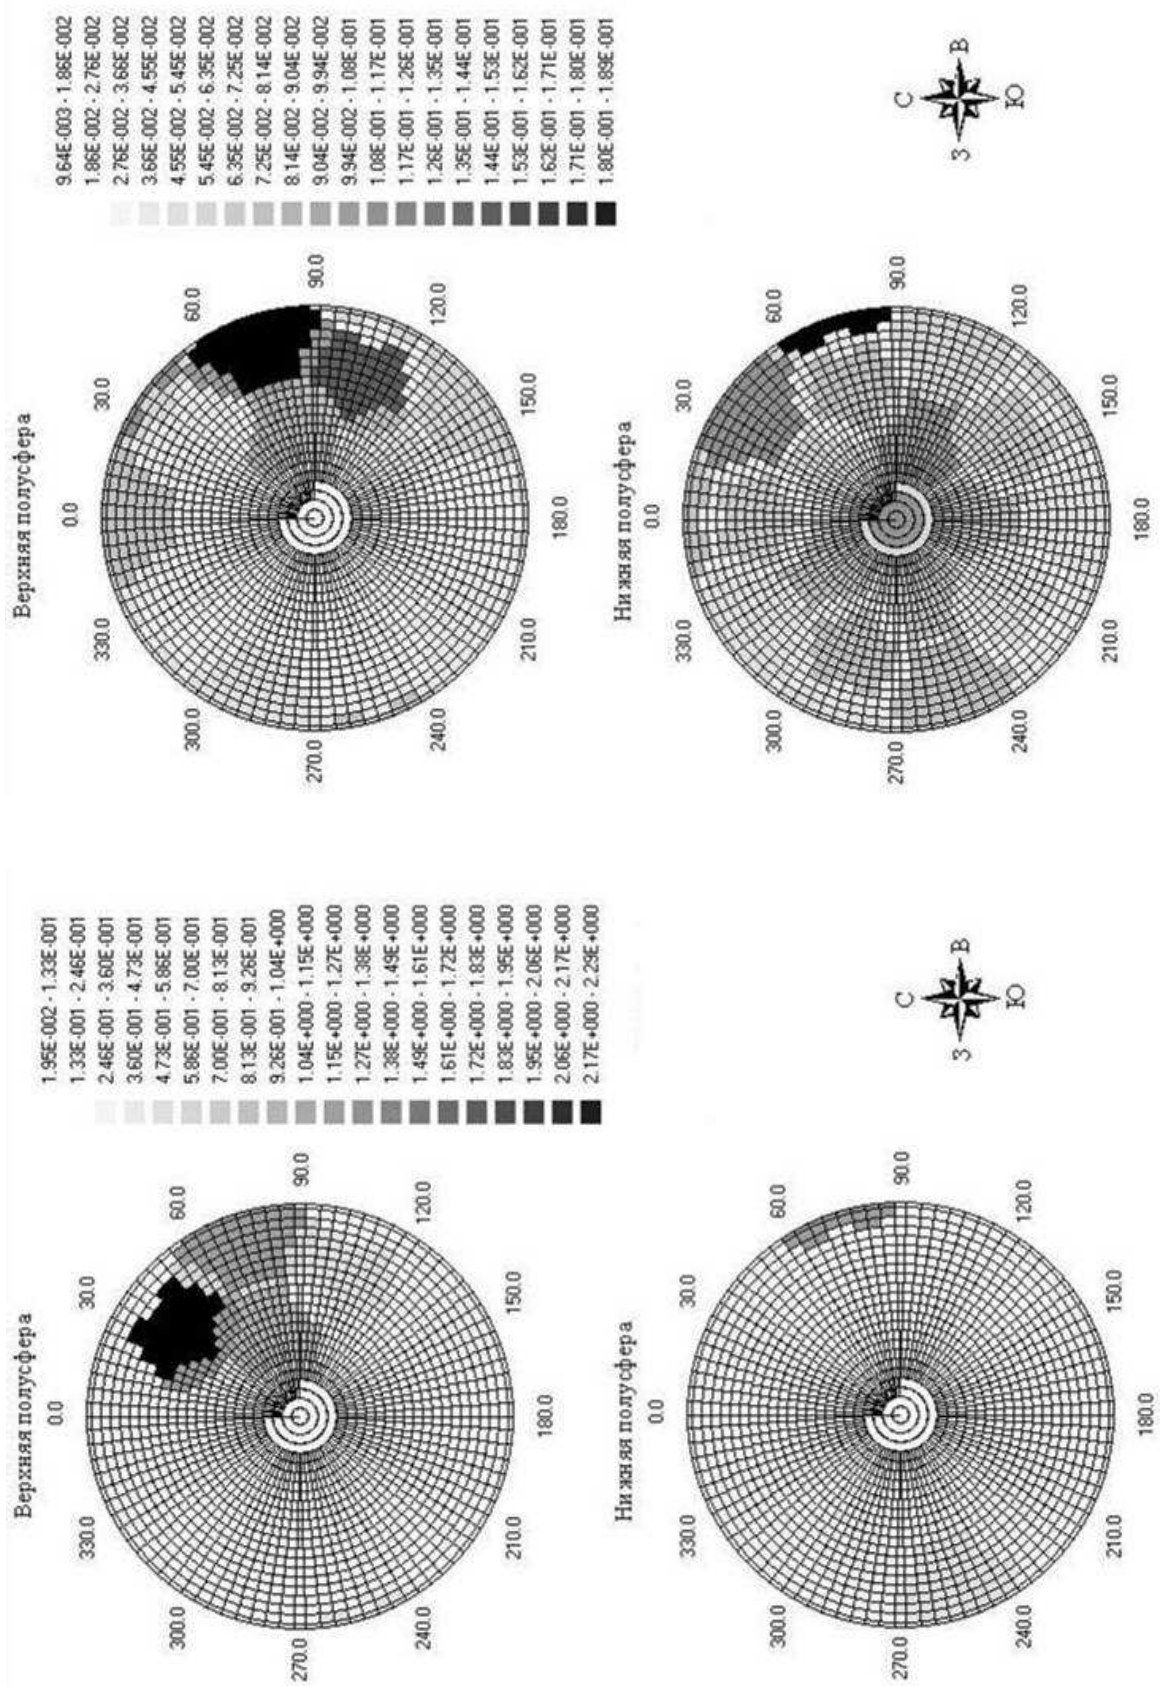 Верхняя полусфера
0.0
30.0
60.0
90.0
120.0
150.0
180.0
210.0
240.0
270.0
300.0
330.0
1.95E-002 - 1.33E-001
1.33E-001 - 2.46E-001
2.46E-001 - 3.60E-001
3.60E-001 - 4.73E-001
4.73E-001 - 5.86E-001
5.86E-001 - 7.00E-001
7.00E-001 - 8.13E-001
8.13E-001 - 9.26E-001
9.26E-001 - 1.04E+000
1.04E+000 - 1.15E+000
1.15E+000 - 1.27E+000
1.27E+000 - 1.38E+000
1.38E+000 - 1.49E+000
1.49E+000 - 1.61E+000
1.61E+000 - 1.72E+000
1.72E+000 - 1.83E+000
1.83E+000 - 1.95E+000
1.95E+000 - 2.06E+000
2.06E+000 - 2.17E+000
2.17E+000 - 2.29E+000
Нижняя полусфера
0.0
30.0
60.0
90.0
120.0
150.0
180.0
210.0
240.0
270.0
300.0
330.0
С
З В
Ю
Верхняя полусфера
0.0
30.0
60.0
90.0
120.0
150.0
180.0
210.0
240.0
270.0
300.0
330.0
9.64E-003 - 1.86E-002
1.86E-002 - 2.76E-002
2.76E-002 - 3.66E-002
3.66E-002 - 4.55E-002
4.55E-002 - 5.45E-002
5.45E-002 - 6.35E-002
6.35E-002 - 7.25E-002
7.25E-002 - 8.14E-002
8.14E-002 - 9.04E-002
9.04E-002 - 9.94E-002
9.94E-002 - 1.08E-001
1.08E-001 - 1.17E-001
1.17E-001 - 1.26E-001
1.26E-001 - 1.35E-001
1.35E-001 - 1.44E-001
1.44E-001 - 1.53E-001
1.53E-001 - 1.62E-001
1.62E-001 - 1.71E-001
1.71E-001 - 1.80E-001
1.80E-001 - 1.89E-001
Нижняя полусфера
0.0
30.0
60.0
90.0
120.0
150.0
180.0
210.0
240.0
270.0
300.0
330.0
С
З В
Ю